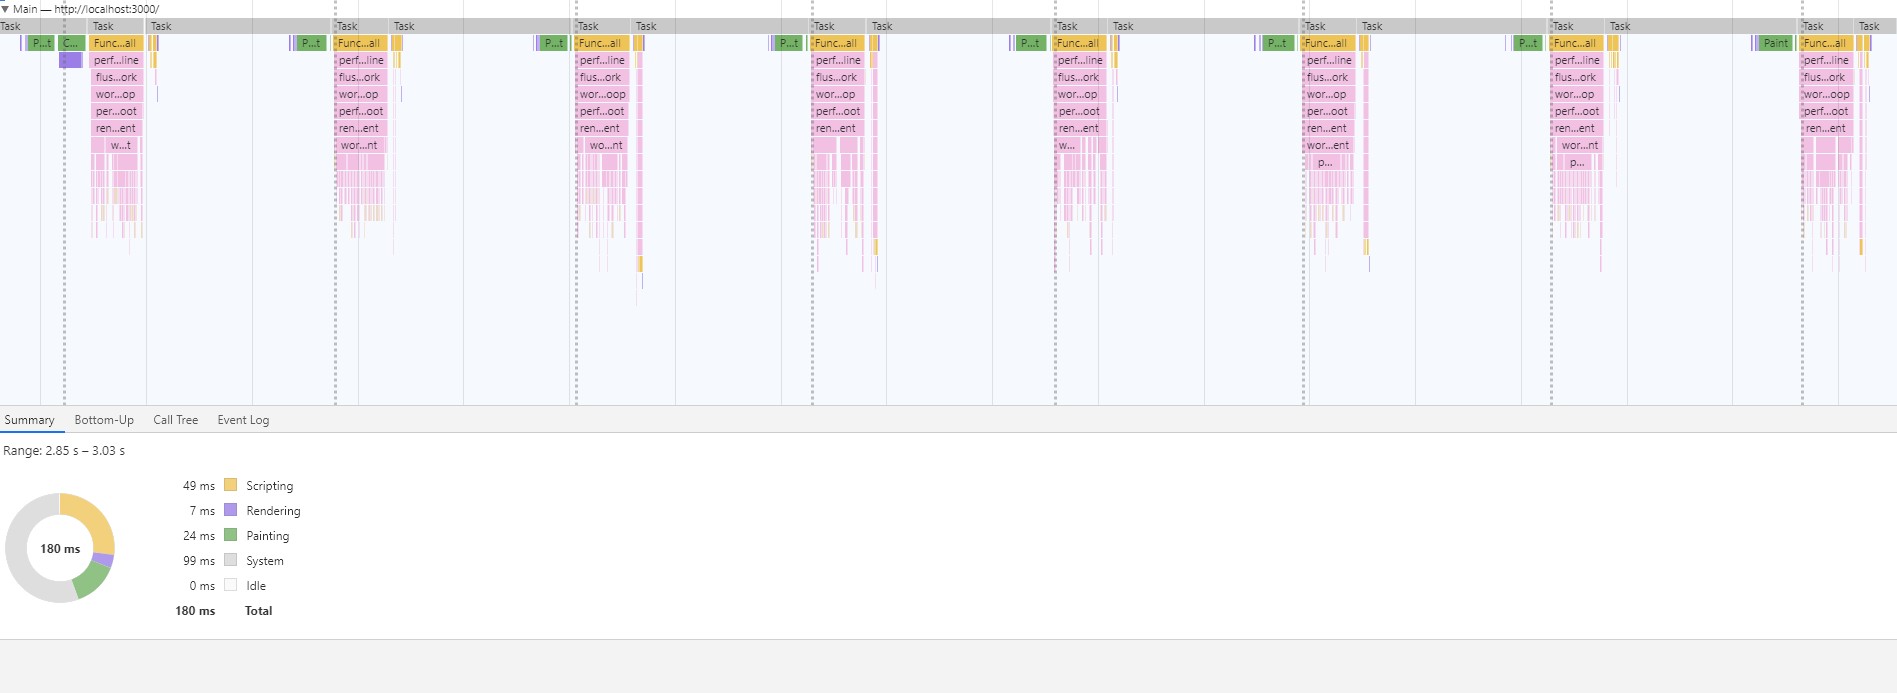 ▼ Main — http://localhost:3000/
Task Task Task Task Task Task Task Task Task Task Task Task Task Task Task Task Task
P...t C... Func...all P...t Func...all P...t Func...all P...t Func...all P...t Func...all P...t Func...all P...t Func...all Paint Func...all
perf...line perf...line perf...line perf...line perf...line perf...line perf...line perf...line
flus...ork flus...ork flus...ork flus...ork flus...ork flus...ork flus...ork flus...ork
wor...op wor...op wor...oop wor...op wor...op wor...op wor...op wor...oop
per...oot perf...oot perf...oot perf...oot per...oot perf...oot perf...oot perf...oot
ren...ent ren...ent ren...ent ren...ent ren...ent ren...ent ren...ent ren...ent
w...t wor...nt wo...nt w... wor...ent wor...nt
p... p...
Summary Bottom-Up Call Tree Event Log
Range: 2.85 s – 3.03 s
49 ms Scripting
7 ms Rendering
24 ms Painting
180 ms
99 ms System
0 ms Idle
180 ms Total